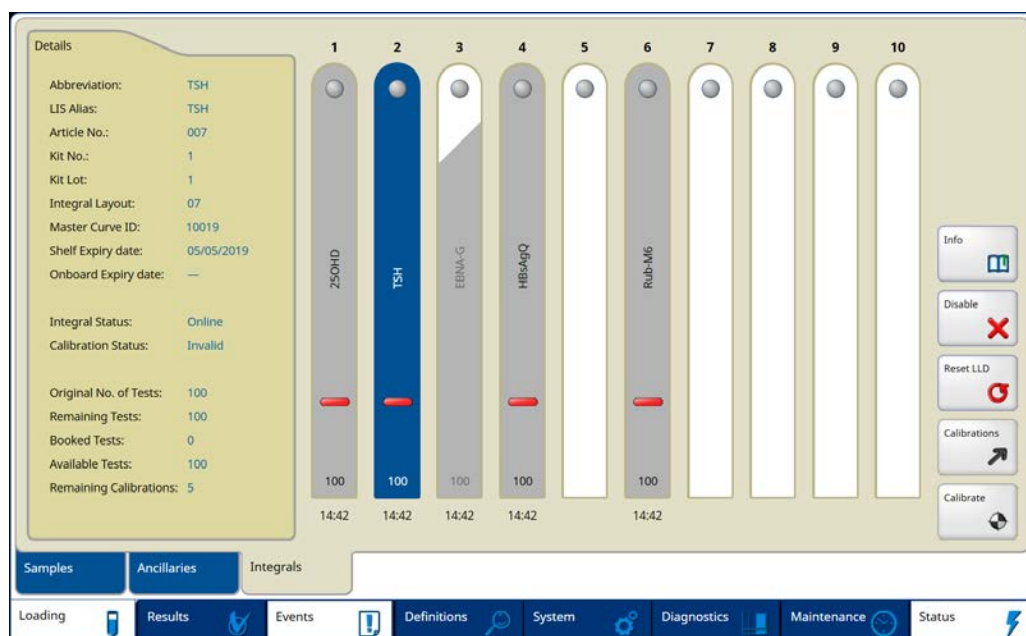 Details
Abbreviation: TSH
LIS Alias: TSH
Article No.: 007
Kit No.: 1
Kit Lot: 1
Integral Layout: 07
Master Curve ID: 10019
Shelf Expiry date: 05/05/2019
Onboard Expiry date: —
Integral Status: Online
Calibration Status: Invalid
Original No. of Tests: 100
Remaining Tests: 100
Booked Tests: 0
Available Tests: 100
Remaining Calibrations: 5
1 2 3 4 5 6 7 8 9 10
25OHD
TSH
EBNA-G
HBsAgQ
Rub-M6
100 100 100 100 100
14:42 14:42 14:42 14:42 14:42
Info
Disable
Reset LLD
Calibrations
Calibrate
Samples Ancillaries Integrals
Loading Results Events Definitions System Diagnostics Maintenance Status